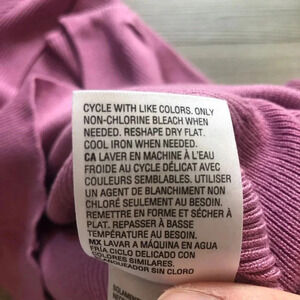 CYCLE WITH LIKE COLORS. ONLY
NON-CHLORINE BLEACH WHEN
NEEDED. RESHAPE DRY FLAT.
COOL IRON WHEN NEEDED.
CA LAVER EN MACHINE À L'EAU
FROIDE AU CYCLE DÉLICAT AVEC
COULEURS SEMBLABLES. UTILISER
UN AGENT DE BLANCHIMENT NON
CHLORÉ SEULEMENT AU BESOIN.
REMETTRE EN FORME ET SÉCHER À
PLAT. REPASSER À BASSE
TEMPÉRATURE AU BESOIN.
MX LAVAR A MÁQUINA EN AGUA
FRÍA CICLO DELICADO CON
COLORES SIMILARES.
SIN CLORO